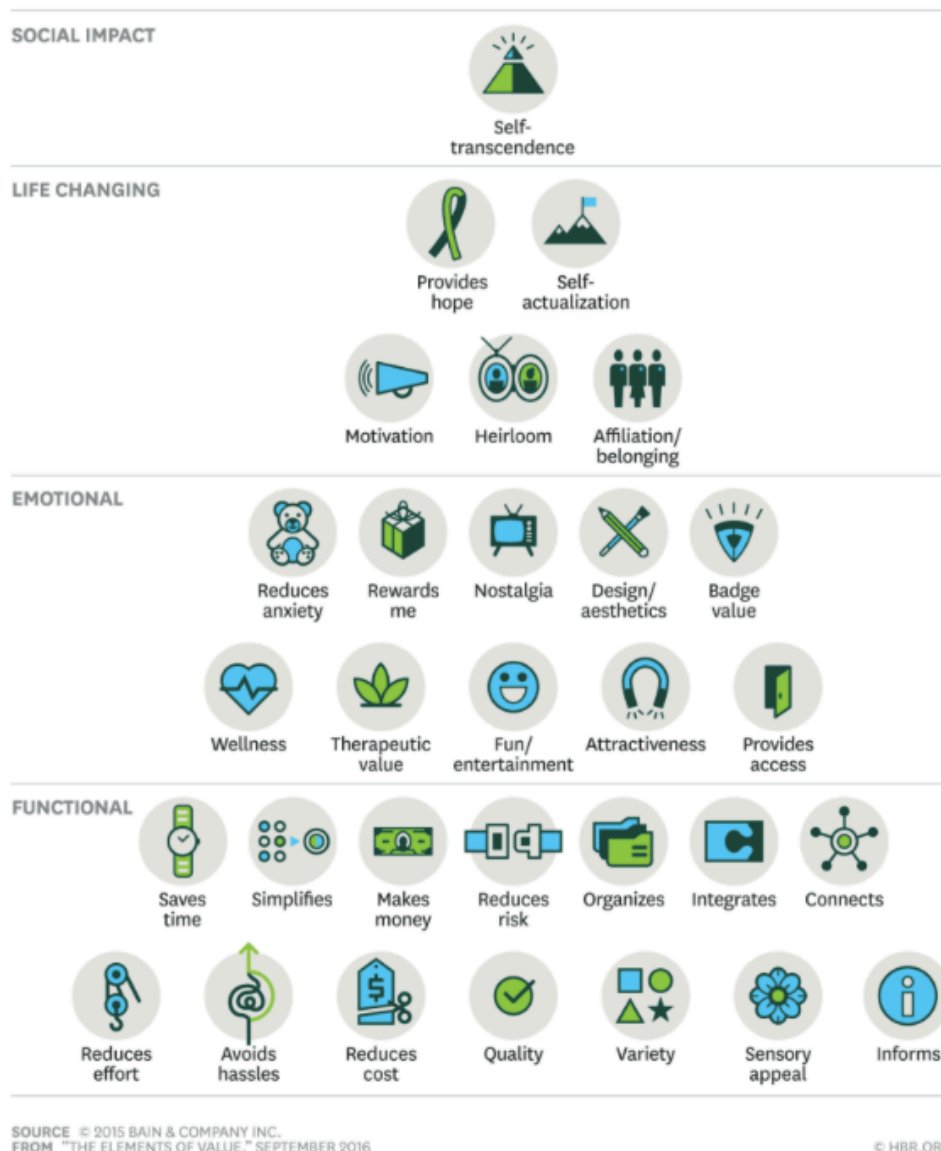 SOCIAL IMPACT
Self-
transcendence
LIFE CHANGING
Provides
hope
Self-
actualization
Motivation
Heirloom
Affiliation/
belonging
EMOTIONAL
Reduces
anxiety
Rewards
me
Nostalgia
Design/
aesthetics
Badge
value
Wellness
Therapeutic
value
Fun/
entertainment
Attractiveness
Provides
access
FUNCTIONAL
Saves
time
Simplifies
Makes
money
Reduces
risk
Organizes
Integrates
Connects
$
i
Reduces
effort
Avoids
hassles
Reduces
cost
Quality
Variety
Sensory
appeal
Informs
SOURCE © 2015 BAIN & COMPANY INC.
FROM "THE ELEMENTS OF VALUE," SEPTEMBER 2016
© HBR.OR